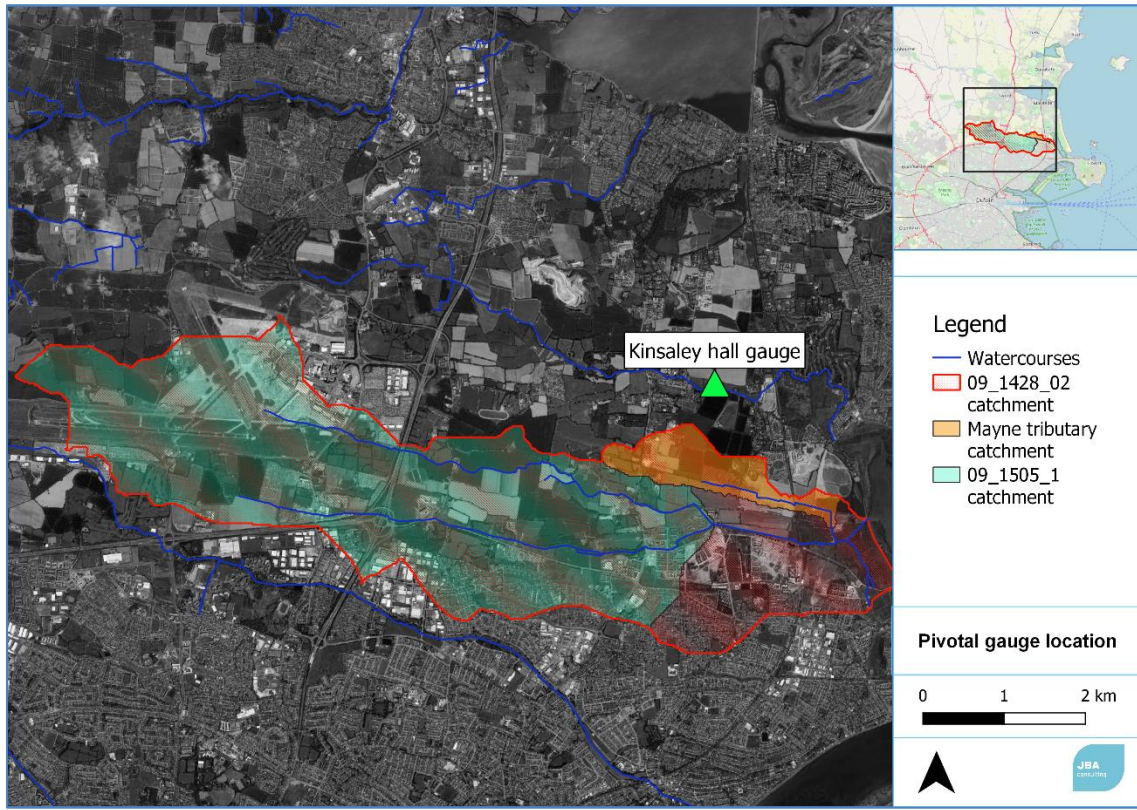 Kinsaley hall gauge
Legend
Watercourses
09_1428_02
catchment
Mayne tributary
catchment
09_1505_1
catchment
Pivotal gauge location
0 1 2 km
JBA
consulting